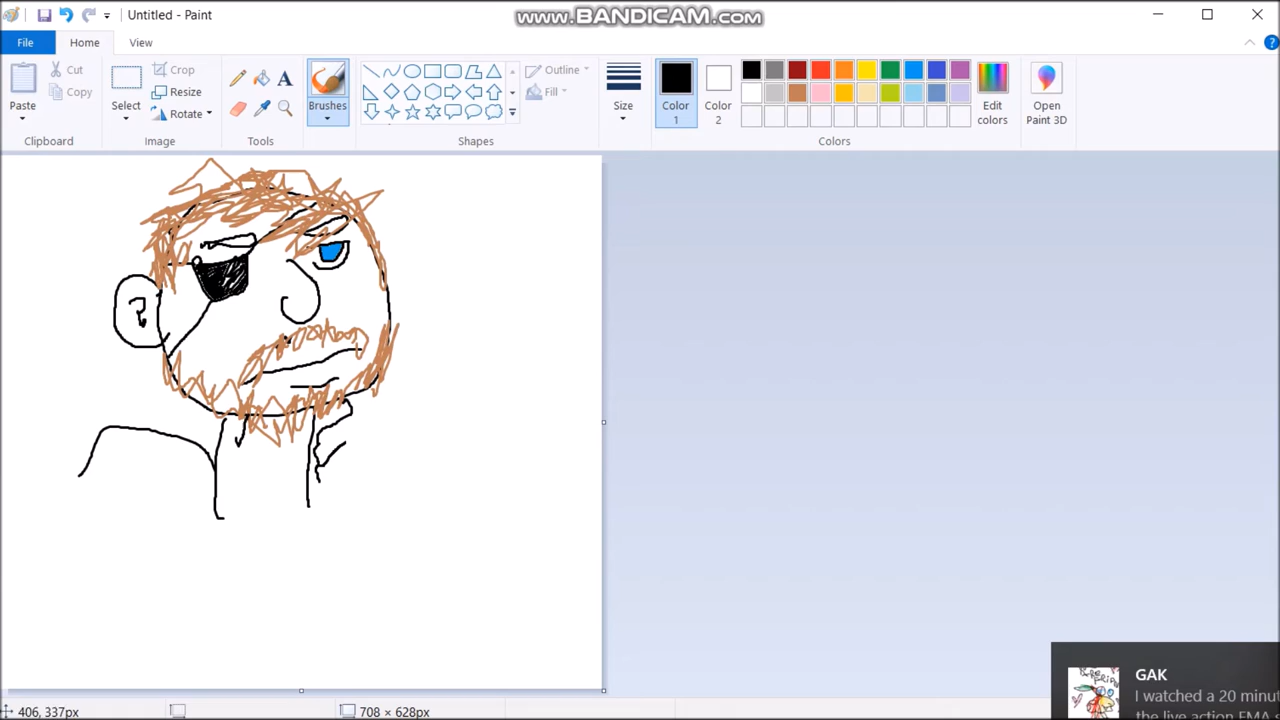 Untitled - Paint
www.BANDICAM.com
File
Home
View
Paste
Cut
Copy
Clipboard
Select
Crop
Resize
Rotate
Image
A
Tools
Brushes
Shapes
Outline
Fill
Size
Color
1
Color
2
Colors
Edit
colors
Open
Paint 3D
?
GAK
I watched a 20 minut
406, 337px
708 × 628px